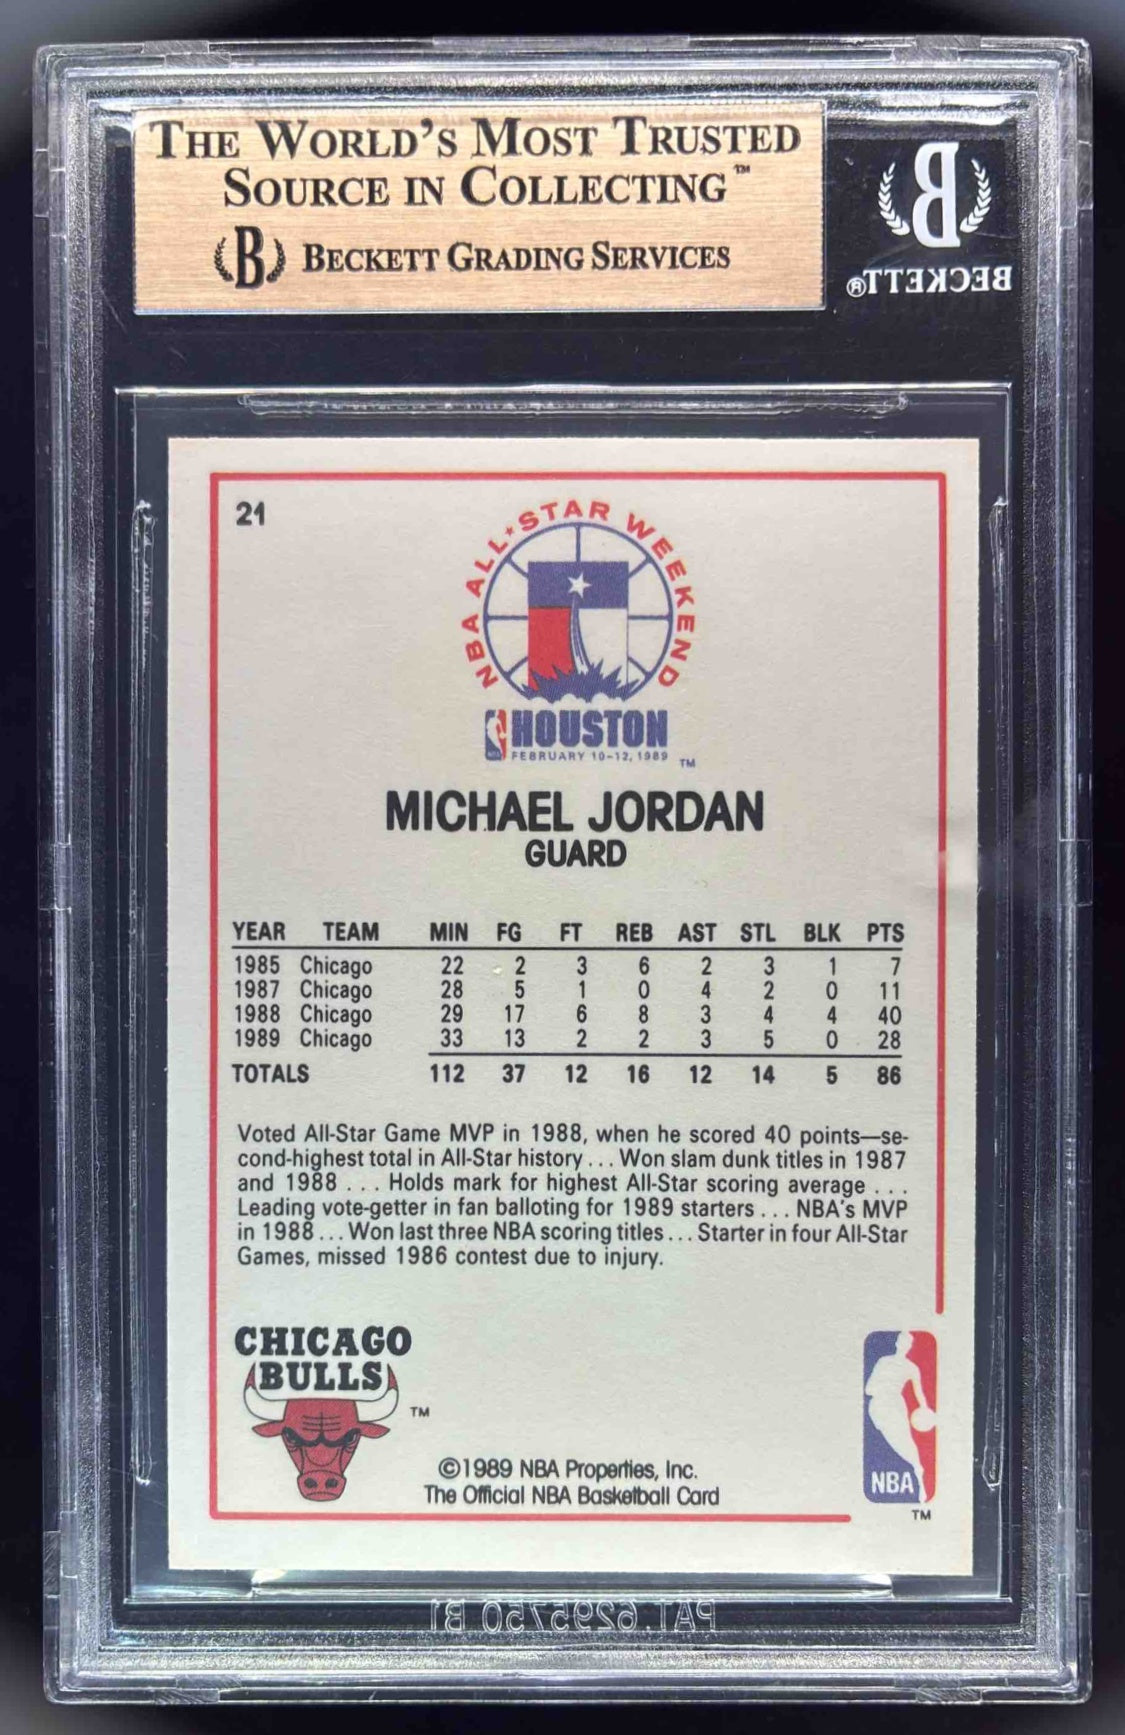 THE WORLD'S MOST TRUSTED
SOURCE IN COLLECTING™
B BECKETT GRADING SERVICES
B
BECKETT®
21
NBA ALL★STAR WEEKEND
HOUSTON
FEBRUARY 10-12, 1989 ™
MICHAEL JORDAN
GUARD
YEAR TEAM MIN FG FT REB AST STL BLK PTS
1985 Chicago 22 2 3 6 2 3 1 7
1987 Chicago 28 5 1 0 4 2 0 11
1988 Chicago 29 17 6 8 3 4 4 40
1989 Chicago 33 13 2 2 3 5 0 28
TOTALS 112 37 12 16 12 14 5 86
Voted All-Star Game MVP in 1988, when he scored 40 points—se-
cond-highest total in All-Star history . . . Won slam dunk titles in 1987
and 1988 . . . Holds mark for highest All-Star scoring average . . .
Leading vote-getter in fan balloting for 1989 starters . . . NBA's MVP
in 1988 . . . Won last three NBA scoring titles . . . Starter in four All-Star
Games, missed 1986 contest due to injury.
CHICAGO
BULLS
™
©1989 NBA Properties, Inc.
The Official NBA Basketball Card
NBA
™
PAT.6295750 B1